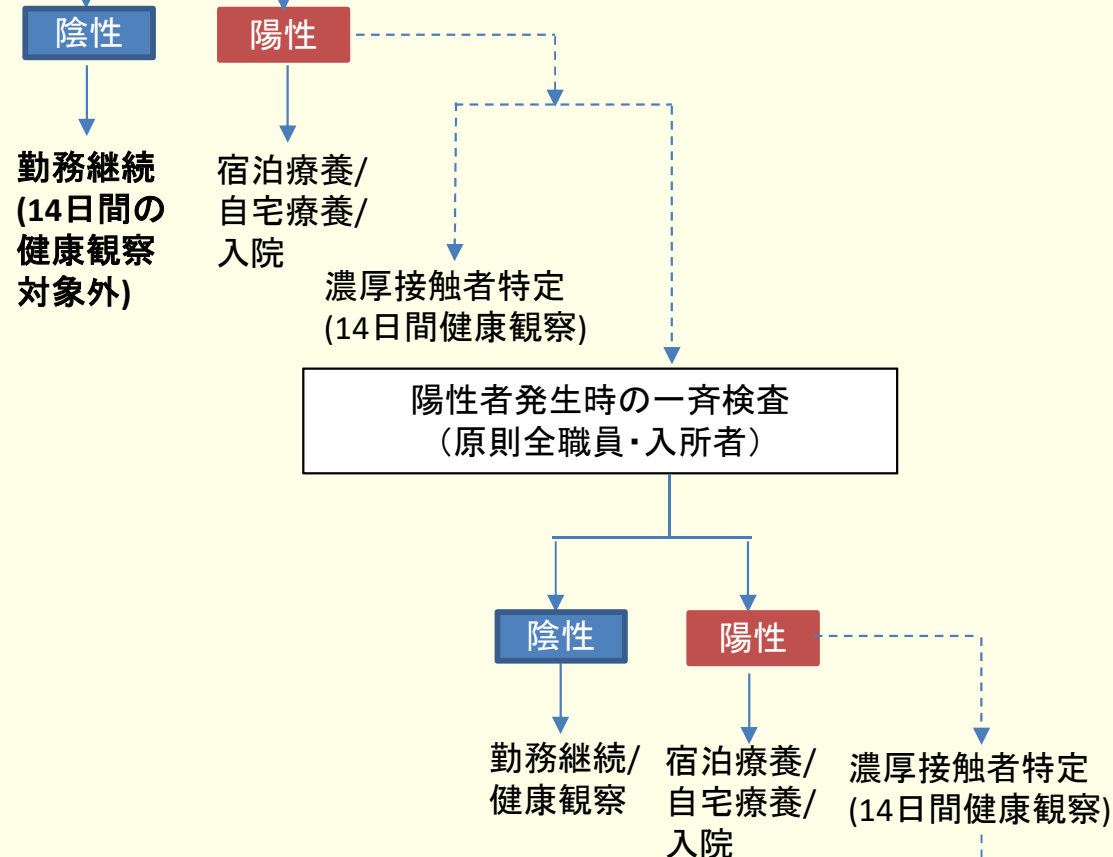 陰性
陽性
勤務継続
(14日間の
健康観察
対象外)
宿泊療養/
自宅療養/
入院
濃厚接触者特定
(14日間健康観察)
陽性者発生時の一斉検査
（原則全職員・入所者）
陰性
陽性
勤務継続/
健康観察
宿泊療養/
自宅療養/
入院
濃厚接触者特定
(14日間健康観察)